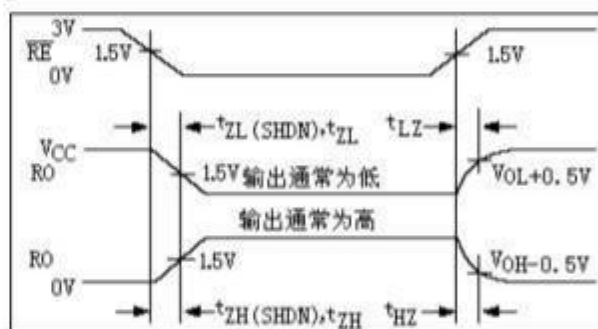 3V
RE
1.5V
1.5V
0V
tZL(SHDN),tZL
tLZ
VCC
RO
1.5V
输出通常为低
VOL+0.5V
输出通常为高
RO
1.5V
VOH-0.5V
0V
tZH(SHDN),tZH
tHZ